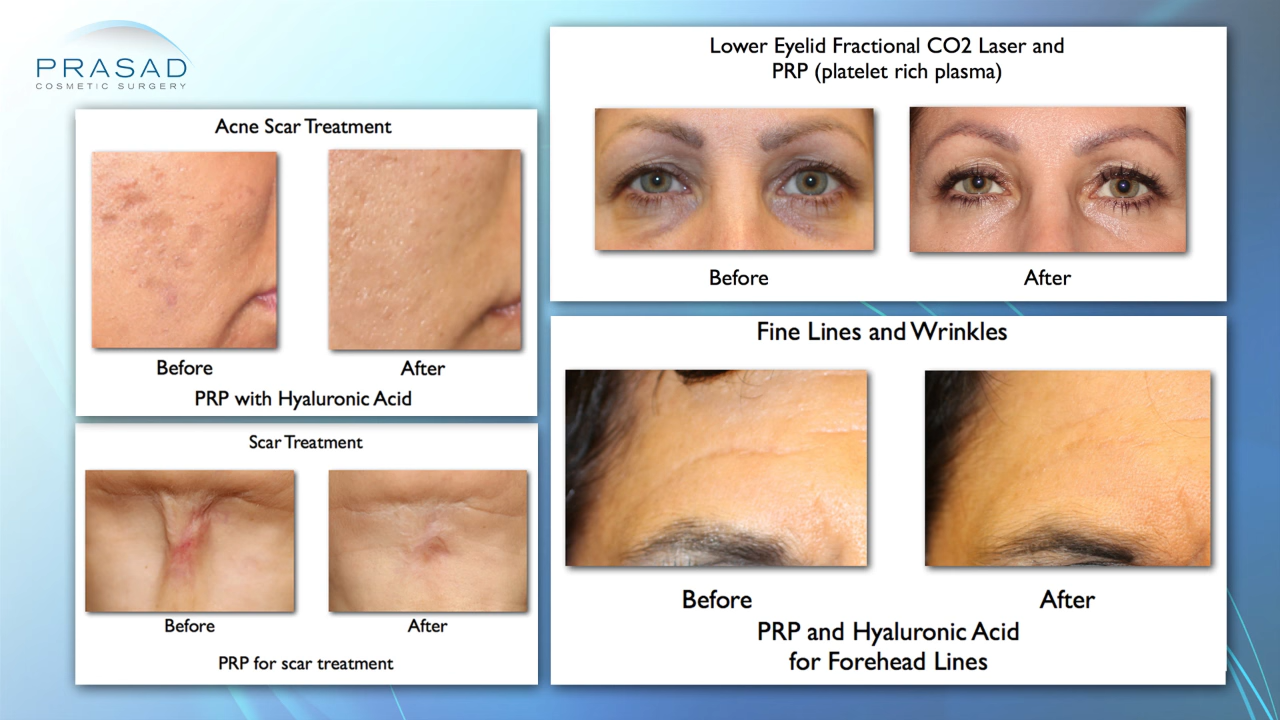 PRASAD
COSMETIC SURGERY
Acne Scar Treatment
Before
After
PRP with Hyaluronic Acid
Scar Treatment
Before
After
PRP for scar treatment
Lower Eyelid Fractional CO2 Laser and
PRP (platelet rich plasma)
Before
After
Fine Lines and Wrinkles
Before
After
PRP and Hyaluronic Acid
for Forehead Lines